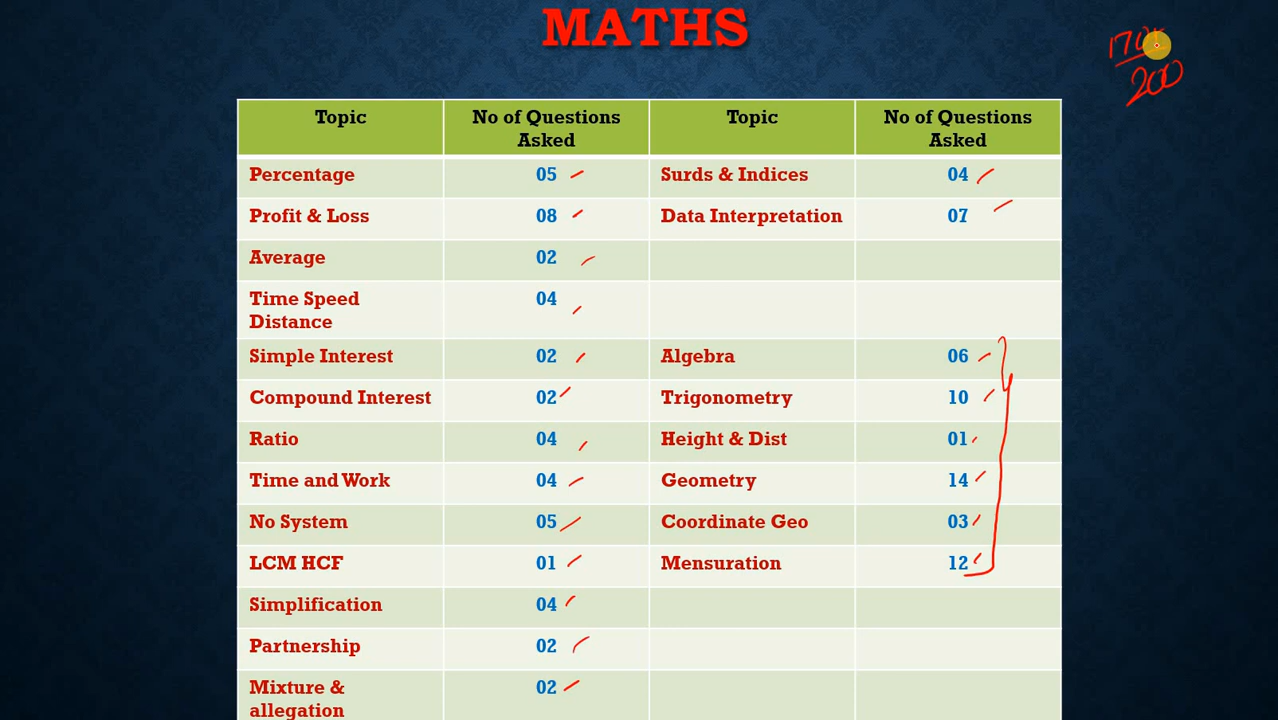 MATHS
200
Topic No of Questions Asked Topic No of Questions Asked
Percentage 05 Surds & Indices 04
Profit & Loss 08 Data Interpretation 07
Average 02
Time Speed Distance 04
Simple Interest 02 Algebra 06
Compound Interest 02 Trigonometry 10
Ratio 04 Height & Dist 01
Time and Work 04 Geometry 14
No System 05 Coordinate Geo 03
LCM HCF 01 Mensuration 12
Simplification 04
Partnership 02
Mixture & allegation 02